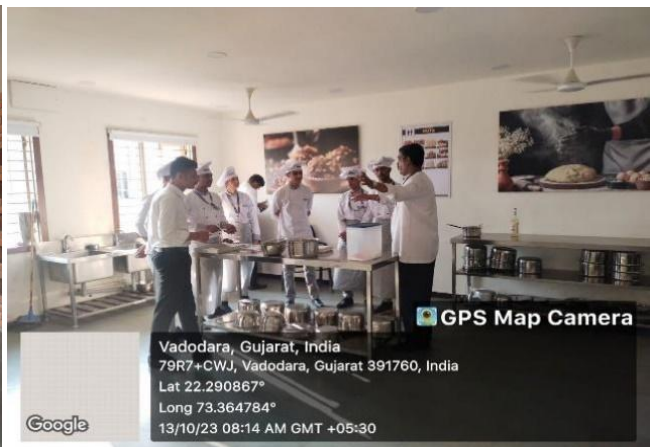 GPS Map Camera
Vadodara, Gujarat, India
79R7+CWJ, Vadodara, Gujarat 391760, India
Lat 22.290867°
Long 73.364784°
13/10/23 08:14 AM GMT +05:30
Google